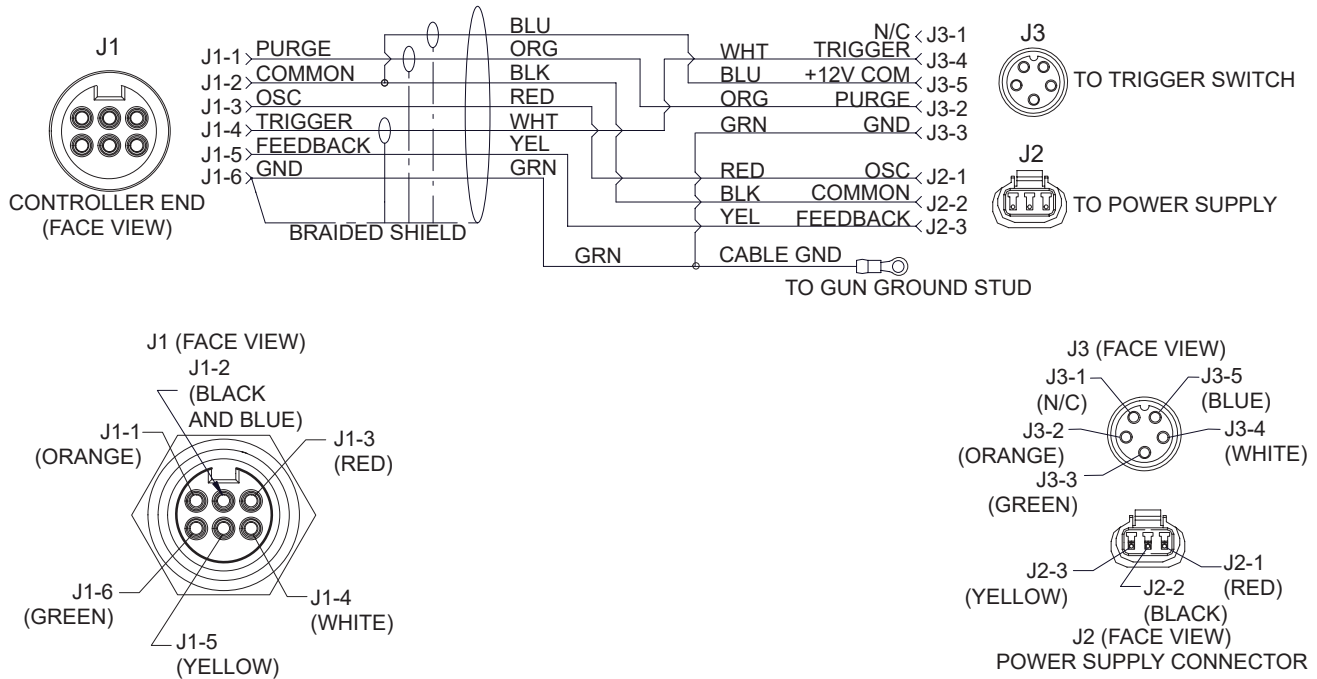 J1
J1-1 PURGE
J1-2 COMMON
J1-3 OSC
J1-4 TRIGGER
J1-5 FEEDBACK
J1-6 GND
CONTROLLER END
(FACE VIEW)
BRAIDED SHIELD
BLU
ORG
BLK
RED
WHT
YEL
GRN
N/C J3-1
WHT TRIGGER J3-4
BLU +12V COM J3-5
ORG PURGE J3-2
GRN GND J3-3
J3
TO TRIGGER SWITCH
RED OSC J2-1
BLK COMMON J2-2
YEL FEEDBACK J2-3
J2
TO POWER SUPPLY
GRN
CABLE GND
TO GUN GROUND STUD
J1 (FACE VIEW)
J1-2
(BLACK
AND BLUE)
J1-1
(ORANGE)
J1-3
(RED)
J1-6
(GREEN)
J1-4
(WHITE)
J1-5
(YELLOW)
J3 (FACE VIEW)
J3-1
(N/C)
J3-5
(BLUE)
J3-2
(ORANGE)
J3-4
(WHITE)
J3-3
(GREEN)
J2-3
(YELLOW)
J2-2
(BLACK)
J2-1
(RED)
J2 (FACE VIEW)
POWER SUPPLY CONNECTOR